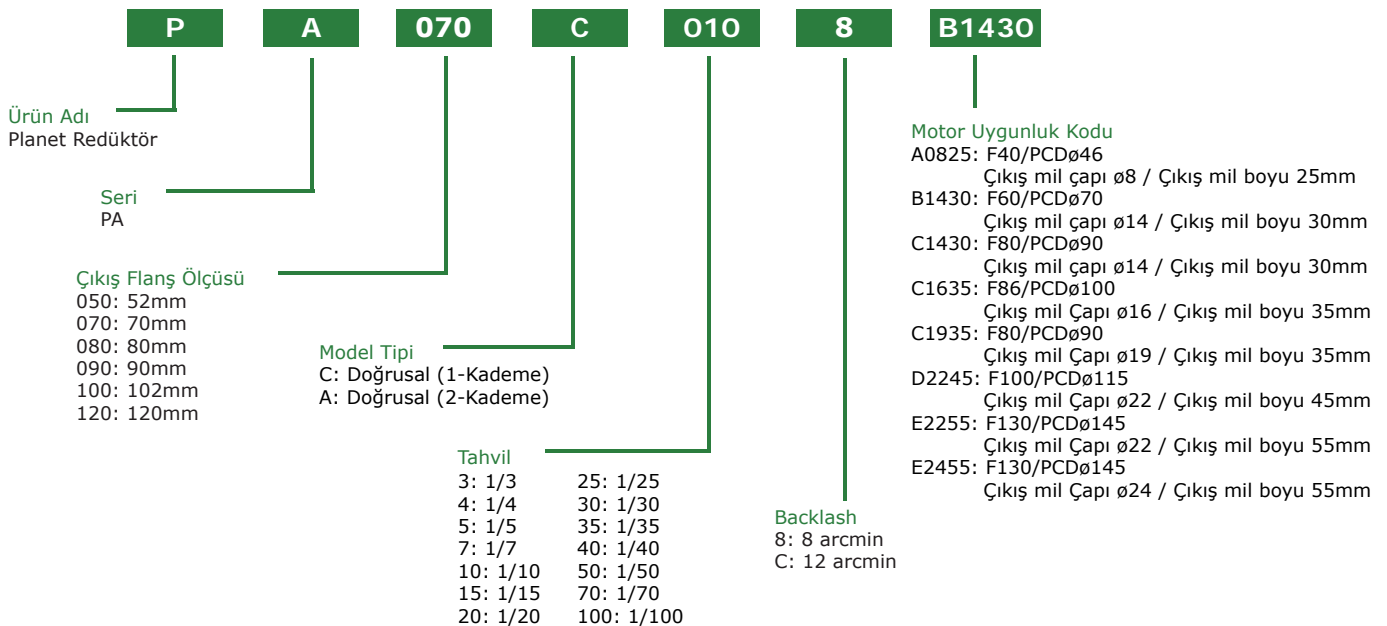 P A 070 C 010 8 B1430
Ürün Adı
Planet Redüktör
Seri
PA
Çıkış Flanş Ölçüsü
050: 52mm
070: 70mm
080: 80mm
090: 90mm
100: 102mm
120: 120mm
Model Tipi
C: Doğrusal (1-Kademe)
A: Doğrusal (2-Kademe)
Tahvil
3: 1/3 25: 1/25
4: 1/4 30: 1/30
5: 1/5 35: 1/35
7: 1/7 40: 1/40
10: 1/10 50: 1/50
15: 1/15 70: 1/70
20: 1/20 100: 1/100
Backlash
8: 8 arcmin
C: 12 arcmin
Motor Uygunluk Kodu
A0825: F40/PCDø46
Çıkış mil çapı ø8 / Çıkış mil boyu 25mm
B1430: F60/PCDø70
Çıkış mil çapı ø14 / Çıkış mil boyu 30mm
C1430: F80/PCDø90
Çıkış mil çapı ø14 / Çıkış mil boyu 30mm
C1635: F86/PCDø100
Çıkış mil Çapı ø16 / Çıkış mil boyu 35mm
C1935: F80/PCDø90
Çıkış mil Çapı ø19 / Çıkış mil boyu 35mm
D2245: F100/PCDø115
Çıkış mil Çapı ø22 / Çıkış mil boyu 45mm
E2255: F130/PCDø145
Çıkış mil Çapı ø22 / Çıkış mil boyu 55mm
E2455: F130/PCDø145
Çıkış mil Çapı ø24 / Çıkış mil boyu 55mm